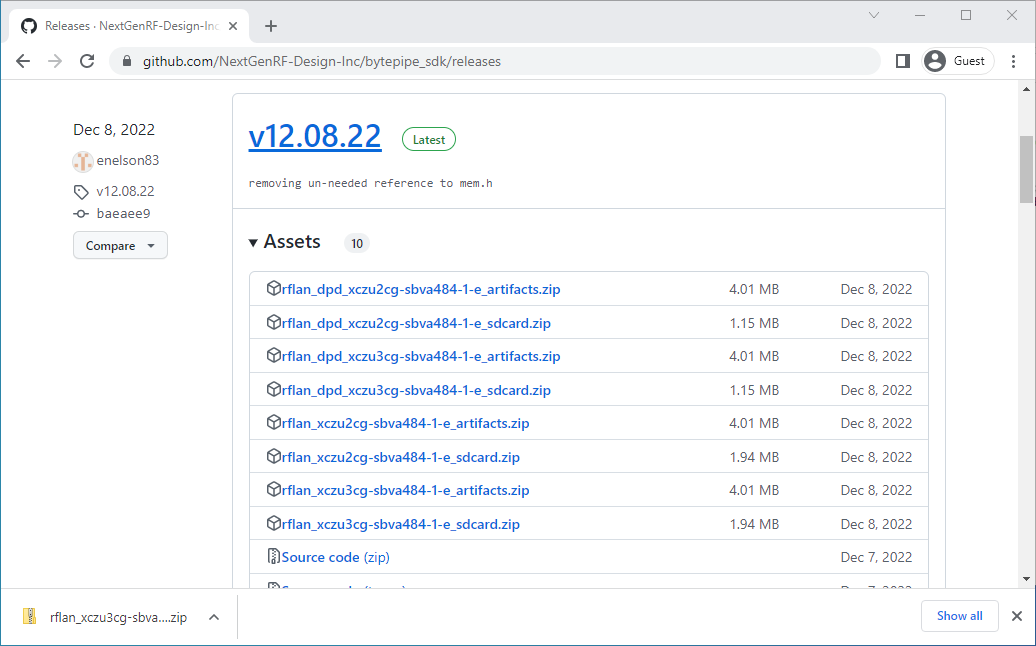 Releases · NextGenRF-Design-Inc
github.com/NextGenRF-Design-Inc/bytepipe_sdk/releases
Guest
Dec 8, 2022
enelson83
v12.08.22
baeaee9
Compare
v12.08.22 Latest
removing un-needed reference to mem.h
Assets 10
rflan_dpd_xczu2cg-sbva484-1-e_artifacts.zip 4.01 MB Dec 8, 2022
rflan_dpd_xczu2cg-sbva484-1-e_sdcard.zip 1.15 MB Dec 8, 2022
rflan_dpd_xczu3cg-sbva484-1-e_artifacts.zip 4.01 MB Dec 8, 2022
rflan_dpd_xczu3cg-sbva484-1-e_sdcard.zip 1.15 MB Dec 8, 2022
rflan_xczu2cg-sbva484-1-e_artifacts.zip 4.01 MB Dec 8, 2022
rflan_xczu2cg-sbva484-1-e_sdcard.zip 1.94 MB Dec 8, 2022
rflan_xczu3cg-sbva484-1-e_artifacts.zip 4.01 MB Dec 8, 2022
rflan_xczu3cg-sbva484-1-e_sdcard.zip 1.94 MB Dec 8, 2022
Source code (zip) Dec 7, 2022
rflan_xczu3cg-sbva....zip
Show all